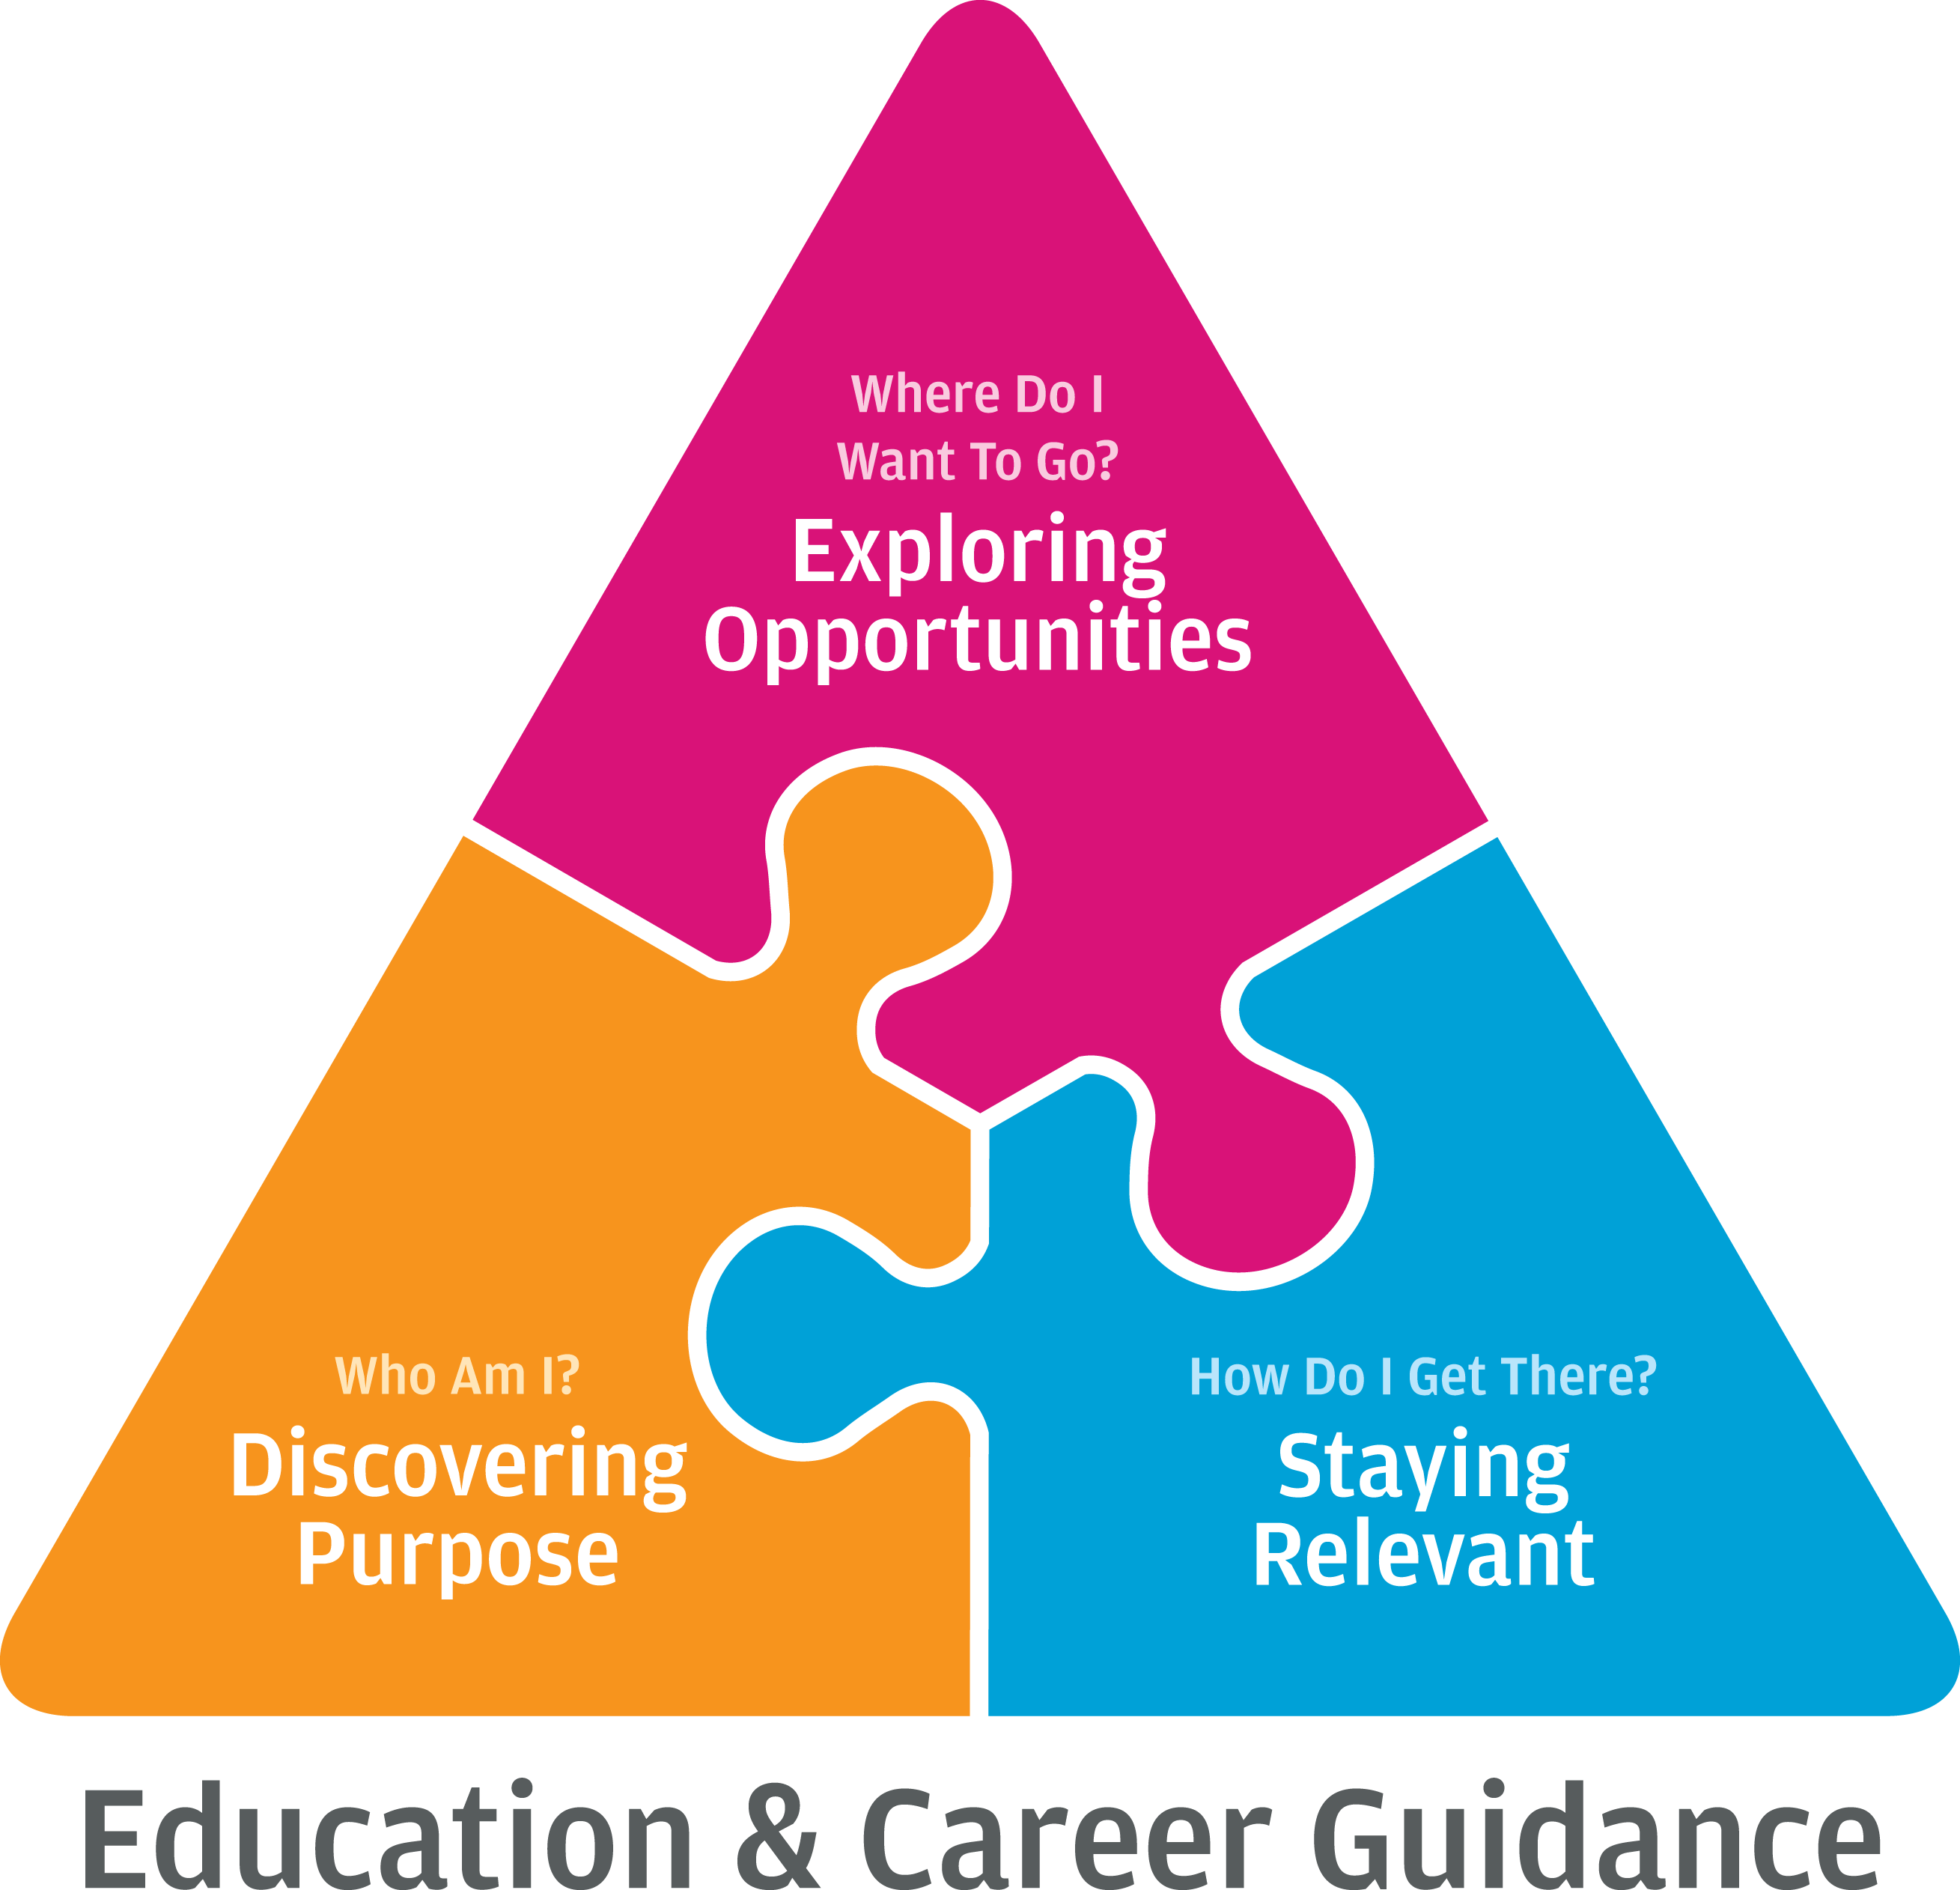 Where Do I
Want To Go?
Exploring
Opportunities
Who Am I?
Discovering
Purpose
How Do I Get There?
Staying
Relevant
Education & Career Guidance